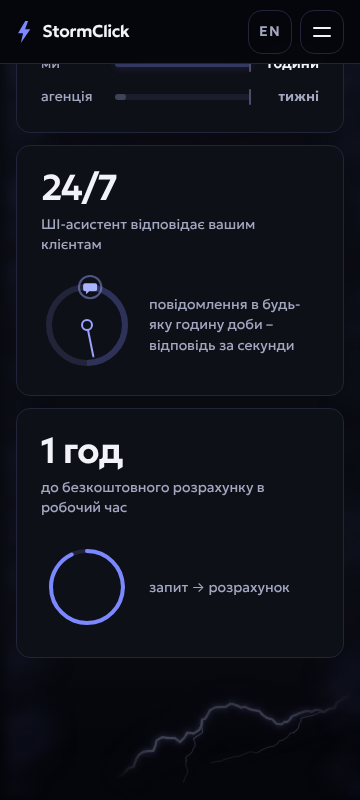 StormClick
EN
ми
години
агенція
тижні
24/7
ШІ-асистент відповідає вашим
клієнтам
повідомлення в будь-
яку годину доби –
відповідь за секунди
1 год
до безкоштовного розрахунку в
робочий час
запит → розрахунок